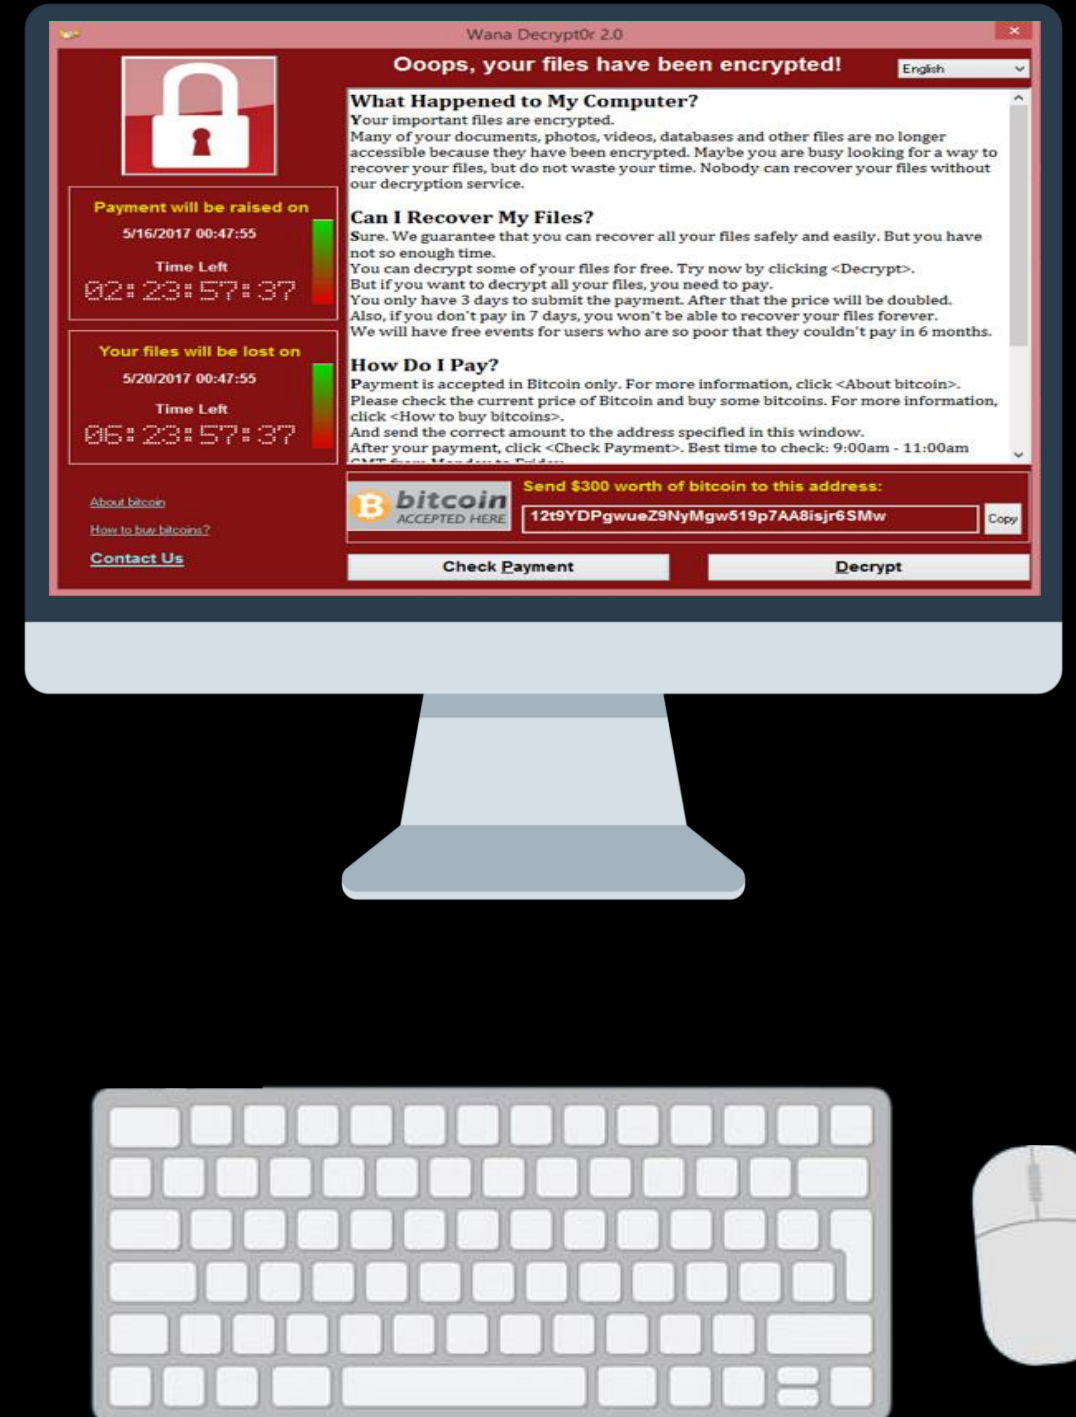 Wana Decrypt0r 2.0
Ooops, your files have been encrypted!
English
What Happened to My Computer?
Your important files are encrypted.
Many of your documents, photos, videos, databases and other files are no longer
accessible because they have been encrypted. Maybe you are busy looking for a way to
recover your files, but do not waste your time. Nobody can recover your files without
our decryption service.
Can I Recover My Files?
Sure. We guarantee that you can recover all your files safely and easily. But you have
not so enough time.
You can decrypt some of your files for free. Try now by clicking <Decrypt>.
But if you want to decrypt all your files, you need to pay.
You only have 3 days to submit the payment. After that the price will be doubled.
Also, if you don't pay in 7 days, you won't be able to recover your files forever.
We will have free events for users who are so poor that they couldn't pay in 6 months.
How Do I Pay?
Payment is accepted in Bitcoin only. For more information, click <About bitcoin>.
Please check the current price of Bitcoin and buy some bitcoins. For more information,
click <How to buy bitcoins>.
And send the correct amount to the address specified in this window.
After your payment, click <Check Payment>. Best time to check: 9:00am - 11:00am
GMT from Monday to Friday.
Payment will be raised on
5/16/2017 00:47:55
Time Left
02:23:57:37
Your files will be lost on
5/20/2017 00:47:55
Time Left
06:23:57:37
About bitcoin
How to buy bitcoins?
Contact Us
bitcoin
ACCEPTED HERE
Send $300 worth of bitcoin to this address:
12t9YDPgwueZ9NyMgw519p7AA8isjr6SMw
Copy
Check Payment
Decrypt